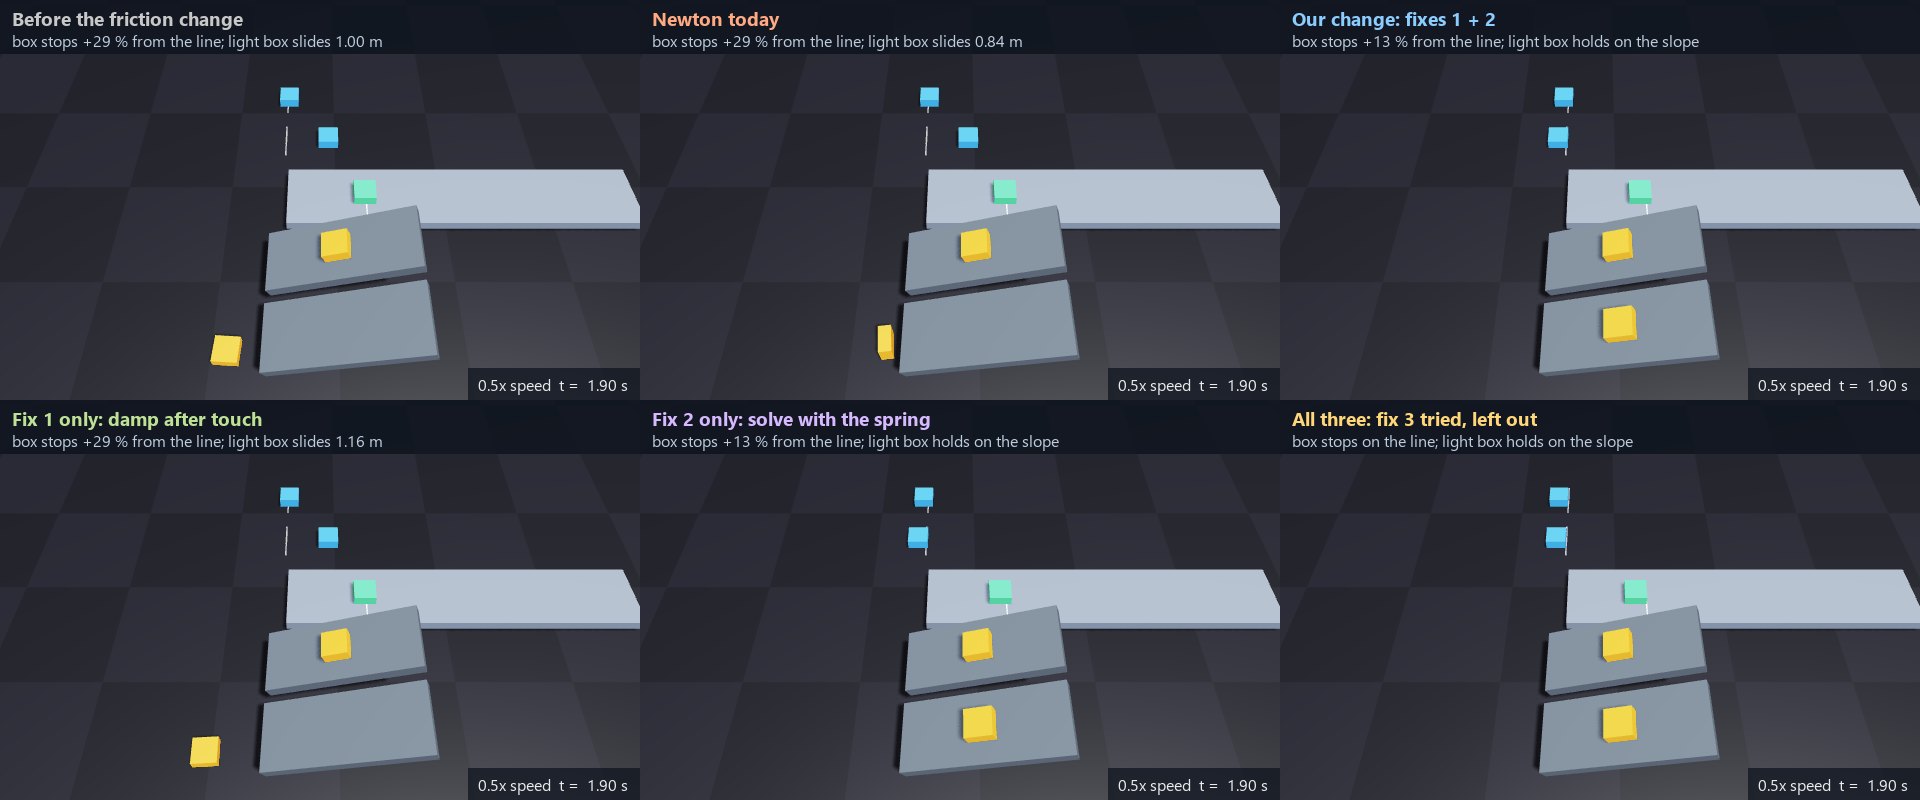 Before the friction change
box stops +29 % from the line; light box slides 1.00 m
Newton today
box stops +29 % from the line; light box slides 0.84 m
Our change: fixes 1 + 2
box stops +13 % from the line; light box holds on the slope
0.5x speed t = 1.90 s
0.5x speed t = 1.90 s
0.5x speed t = 1.90 s
Fix 1 only: damp after touch
box stops +29 % from the line; light box slides 1.16 m
Fix 2 only: solve with the spring
box stops +13 % from the line; light box holds on the slope
All three: fix 3 tried, left out
box stops on the line; light box holds on the slope
0.5x speed t = 1.90 s
0.5x speed t = 1.90 s
0.5x speed t = 1.90 s